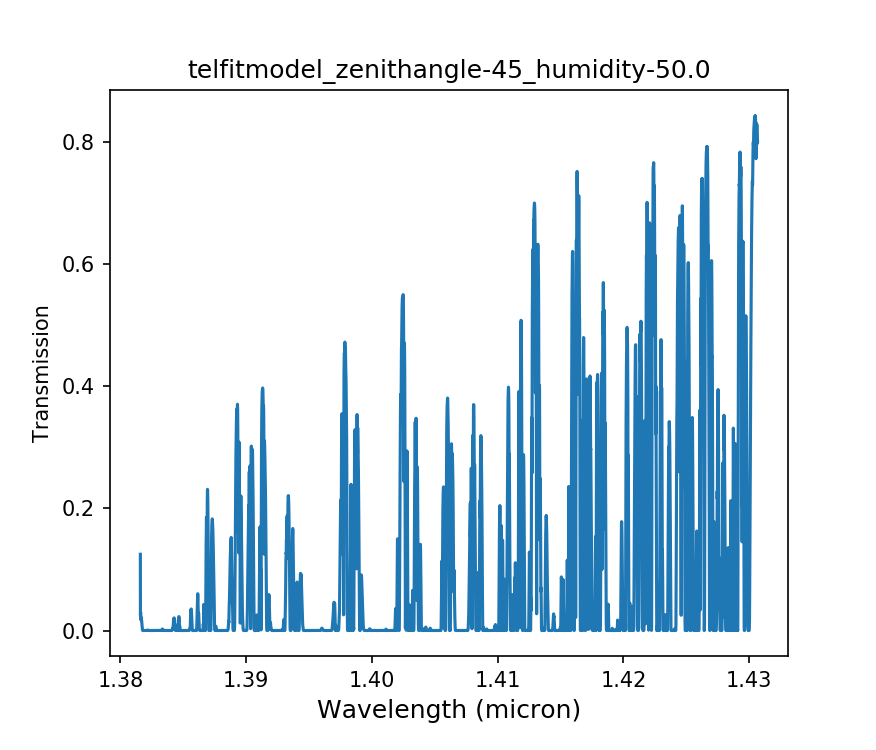 telfitmodel_zenithangle-45_humidity-50.0
Transmission
0.8
0.6
0.4
0.2
0.0
1.38 1.39 1.40 1.41 1.42 1.43
Wavelength (micron)